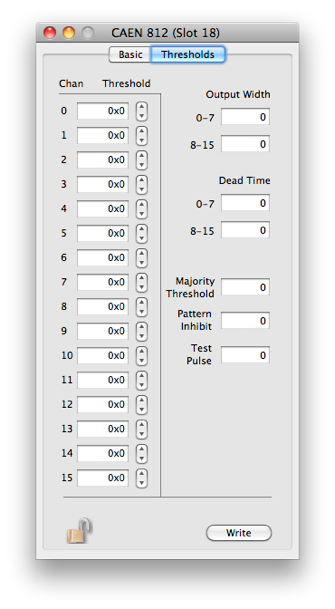 CAEN 812 (Slot 18)
Basic Thresholds
Chan Threshold
0 0x0
1 0x0
2 0x0
3 0x0
4 0x0
5 0x0
6 0x0
7 0x0
8 0x0
9 0x0
10 0x0
11 0x0
12 0x0
13 0x0
14 0x0
15 0x0
Output Width
0-7 0
8-15 0
Dead Time
0-7 0
8-15 0
Majority
Threshold 0
Pattern
Inhibit 0
Test
Pulse 0
Write